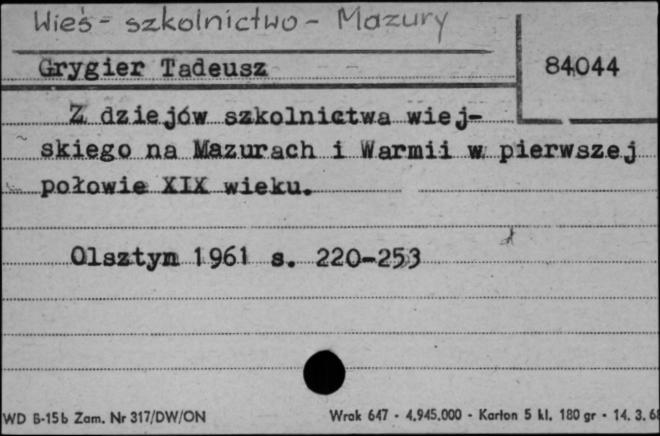 Wieś - szkolnictwo - Mazury
Grygier Tadeusz
84044
Z dziejów szkolnictwa wiej-
skiego na Mazurach i Warmii w pierwszej
połowie XIX wieku.
Olsztyn 1961 s. 220-253
WD B-15b Zam. Nr 317/DW/ON
Wrak 647 - 4.945.000 - Karton 5 kl. 180 gr - 14. 3. 68